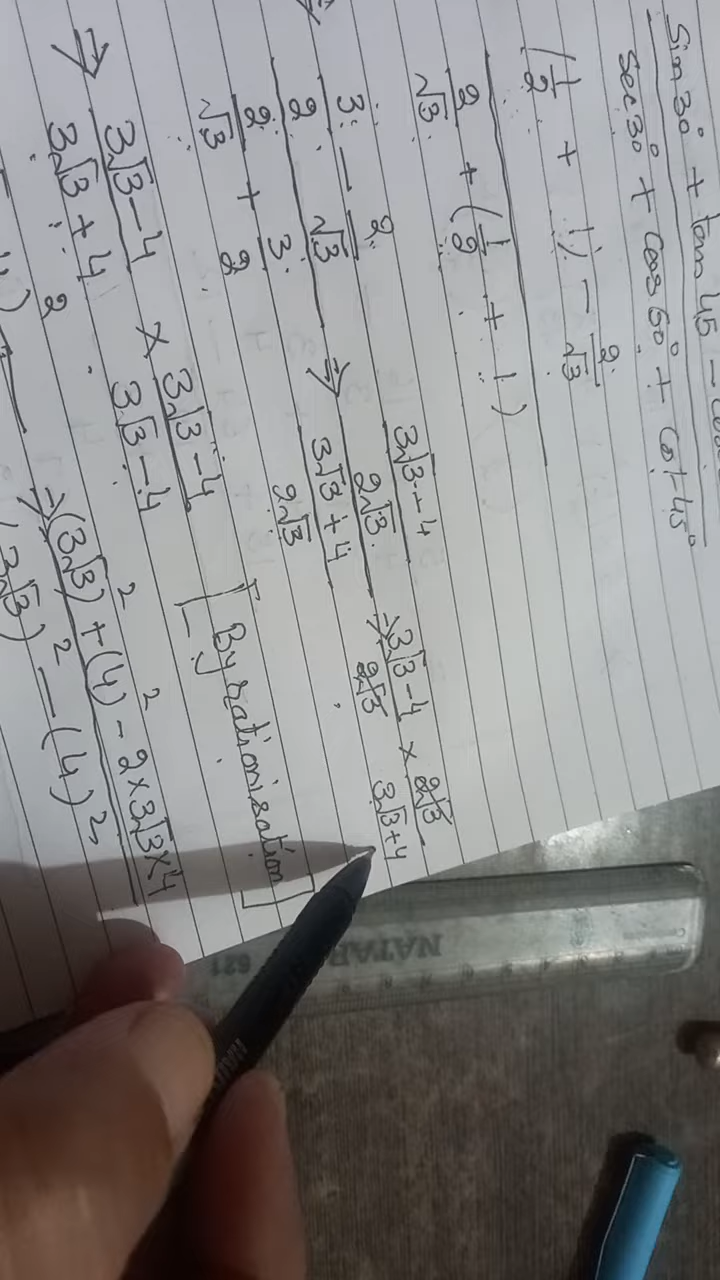 Sin 30° + tan 45 -
Sec 30° + Cos 60° + Cot 45°
(1/2 + 1) - 2/√3
2/√3 + (1/2 + 1)
3/2 - 2/√3 ⇒ (3√3-4)/2√3 ⇒ (3√3-4)/2√3 × 2√3/(3√3+4)
2/√3 + 3/2 (3√3+4)/2√3
[By rationisation]
⇒ (3√3-4)/(3√3+4) × (3√3-4)/(3√3-4) ⇒ (3√3)² + (4)² - 2×3√3×4
(3√3)² - (4)²
NATAR
621